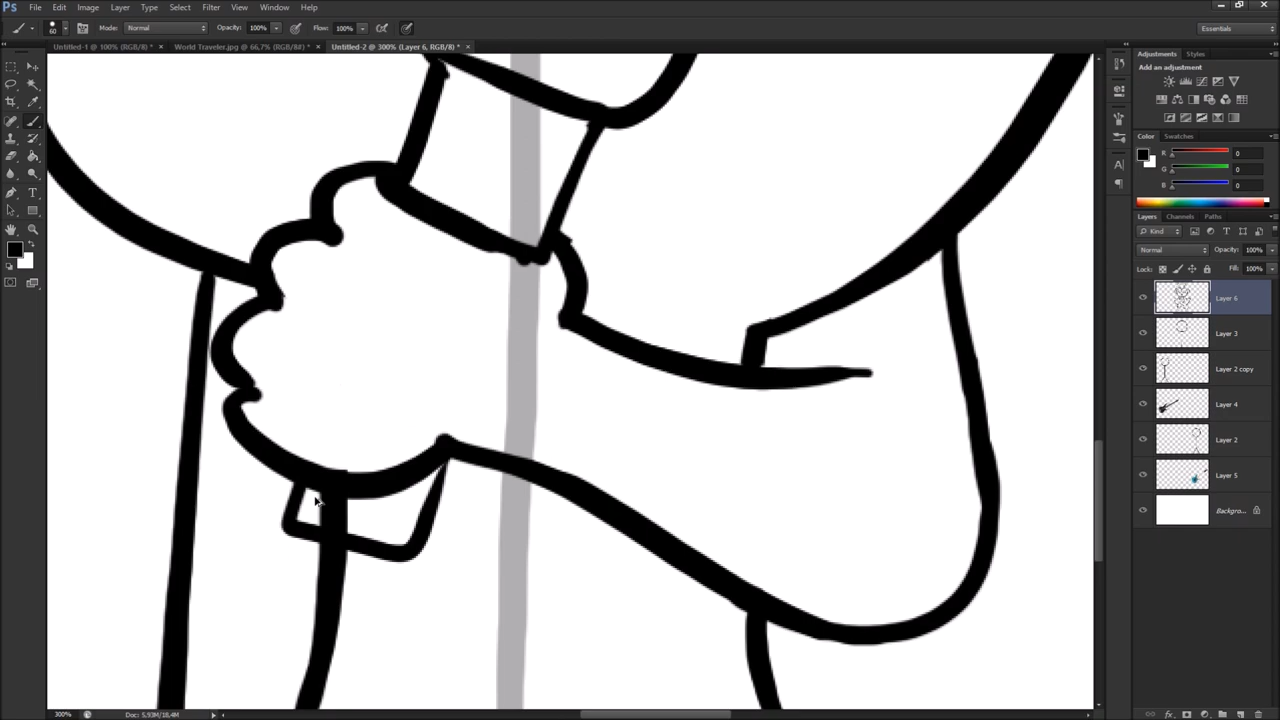 Ps File Edit Image Layer Type Select Filter View Window Help
60 Mode: Normal Opacity: 100% Flow: 100% Essentials
Untitled-1 @ 100% (RGB/8) * × World Traveler.jpg @ 66,7% (RGB/8#) * × Untitled-2 @ 300% (Layer 6, RGB/8) * ×
Adjustments Styles
Add an adjustment
Color Swatches
R 0
G 0
B 0
Layers Channels Paths
Kind
Normal Opacity: 100%
Lock: Fill: 100%
Layer 6
Layer 3
Layer 2 copy
Layer 4
Layer 2
Layer 5
Backgro...
300% Doc: 5,93M/18,4M